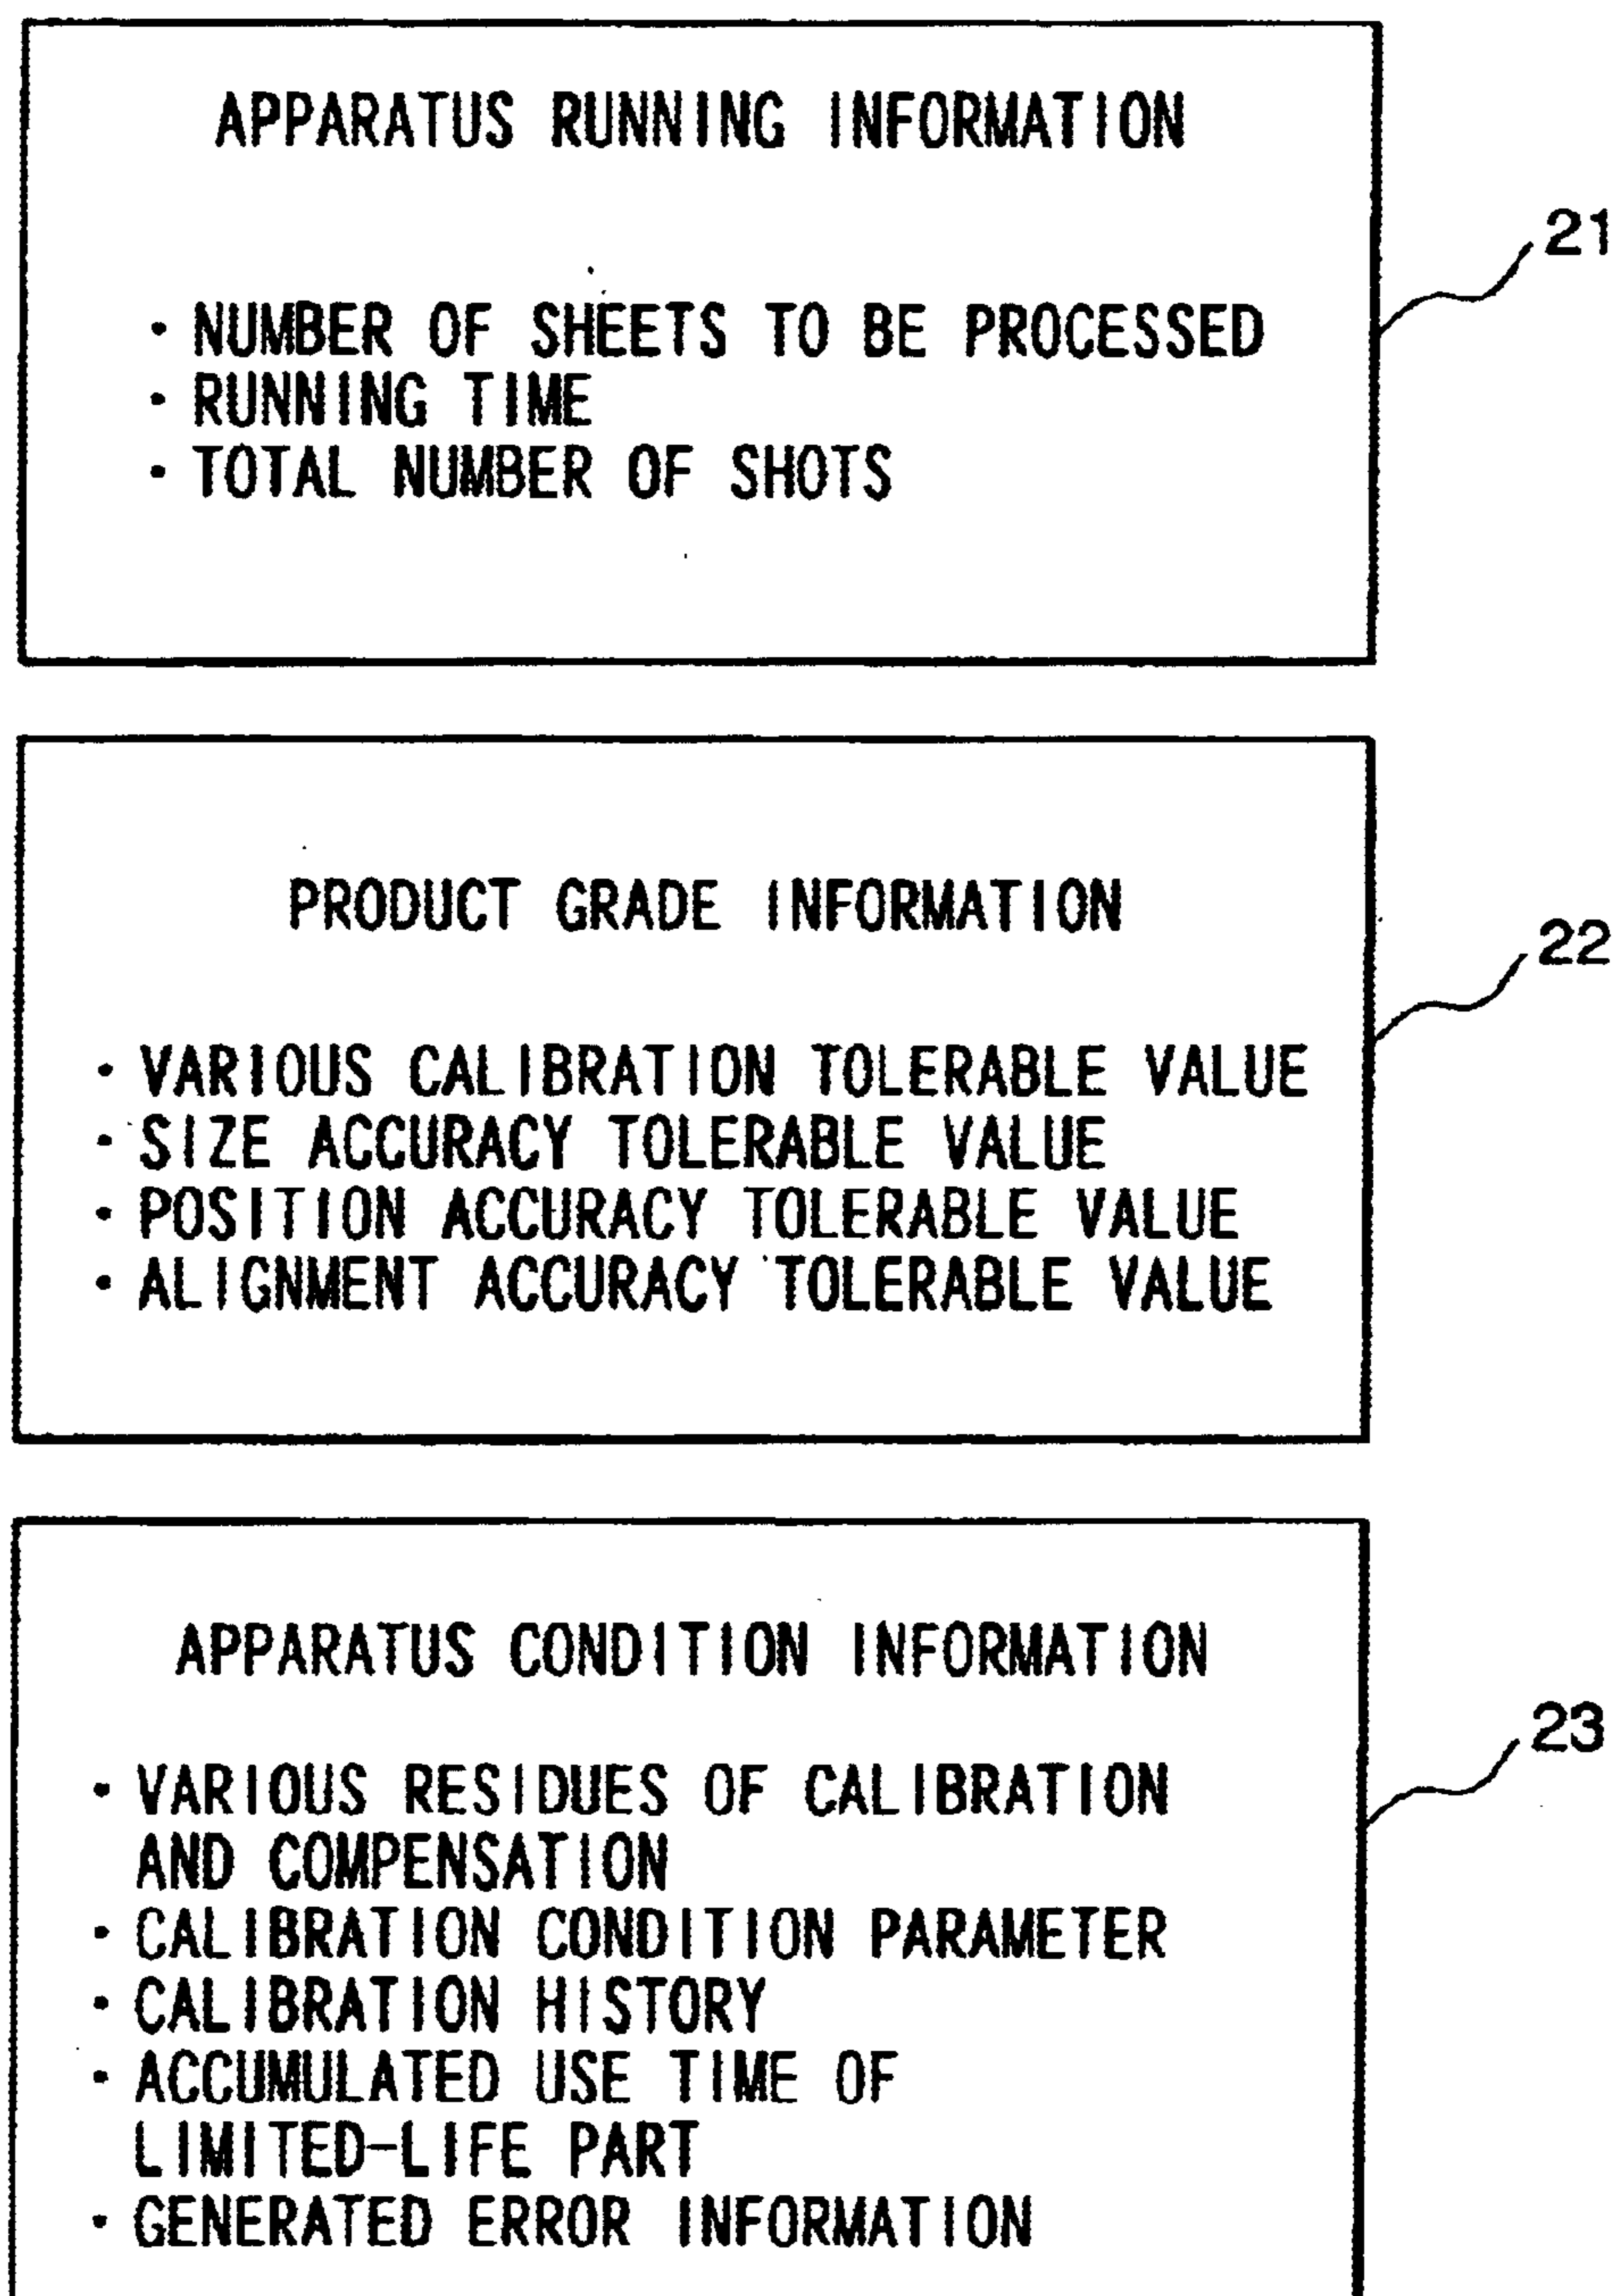 APPARATUS RUNNING INFORMATION
21
・NUMBER OF SHEETS TO BE PROCESSED
・RUNNING TIME
・TOTAL NUMBER OF SHOTS
PRODUCT GRADE INFORMATION
22
・VARIOUS CALIBRATION TOLERABLE VALUE
・SIZE ACCURACY TOLERABLE VALUE
・POSITION ACCURACY TOLERABLE VALUE
・ALIGNMENT ACCURACY TOLERABLE VALUE
APPARATUS CONDITION INFORMATION
23
・VARIOUS RESIDUES OF CALIBRATION
AND COMPENSATION
・CALIBRATION CONDITION PARAMETER
・CALIBRATION HISTORY
・ACCUMULATED USE TIME OF
LIMITED-LIFE PART
・GENERATED ERROR INFORMATION